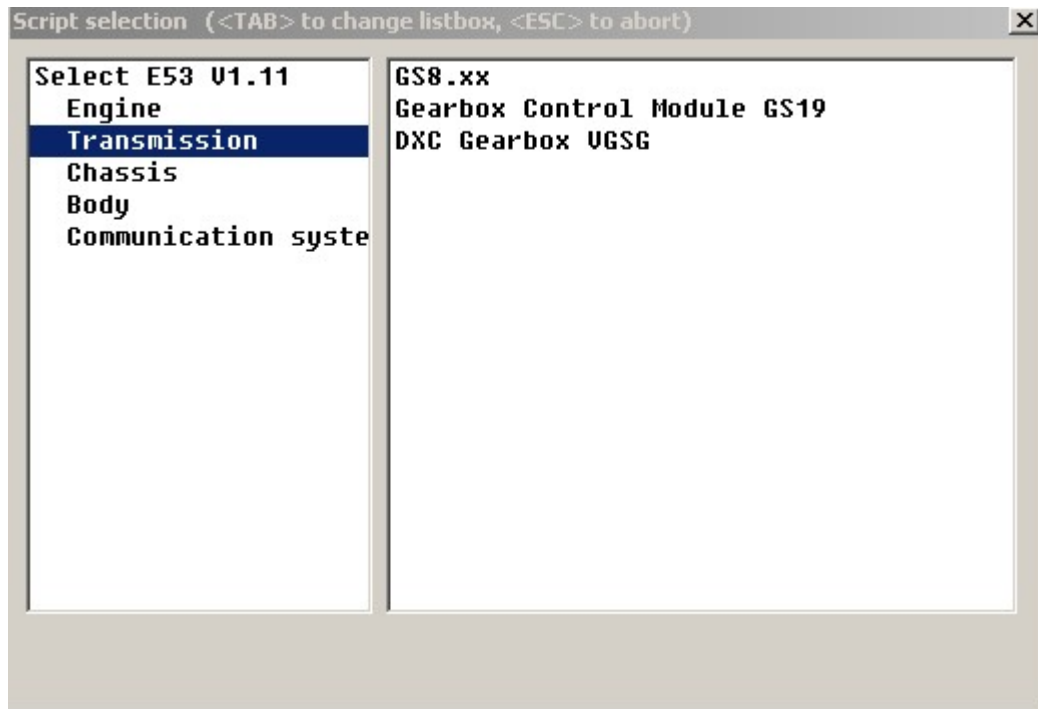 Script selection (<TAB> to change listbox, <ESC> to abort)
Select E53 V1.11
Engine
Transmission
Chassis
Body
Communication syste
GS8.xx
Gearbox Control Module GS19
DXC Gearbox VGSG